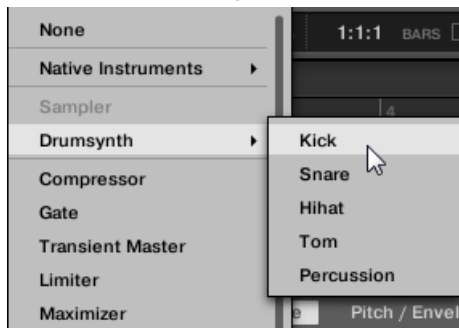 None
1:1:1 BARS
Native Instruments
Sampler
4
Drumsynth
Kick
Compressor
Snare
Gate
Hihat
Transient Master
Tom
Limiter
Percussion
Maximizer
Pitch / Envel